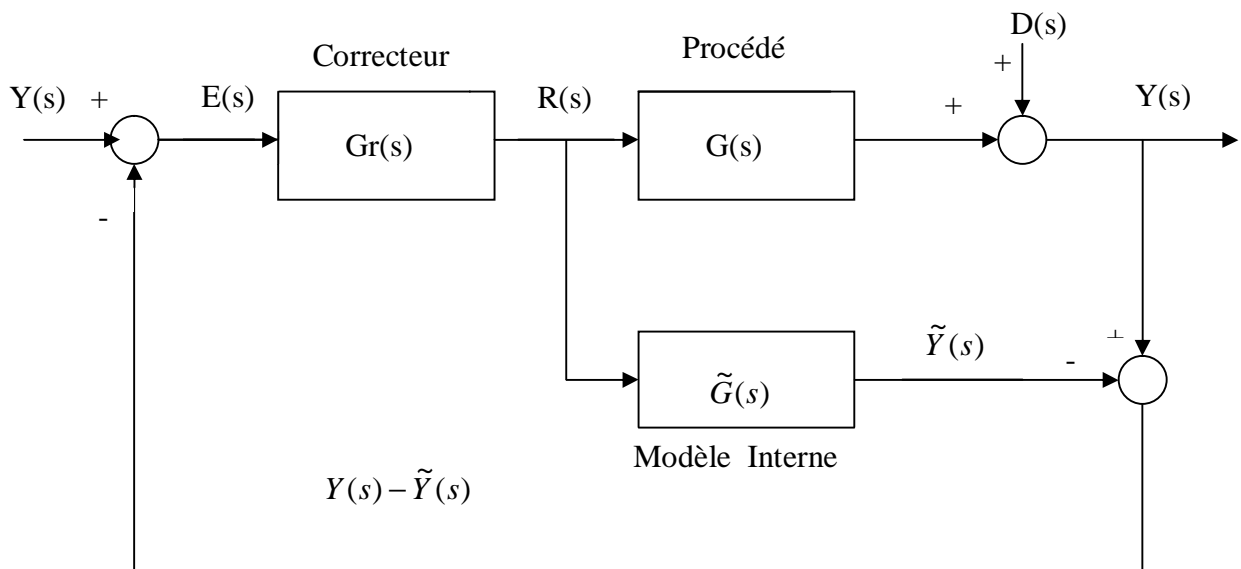 D(s)
Correcteur
Procédé
+
Y(s) + E(s) R(s) + Y(s)
Gr(s)
G(s)
-
Ỹ(s) - +
G̃(s)
Modèle Interne
Y(s) − Ỹ(s)